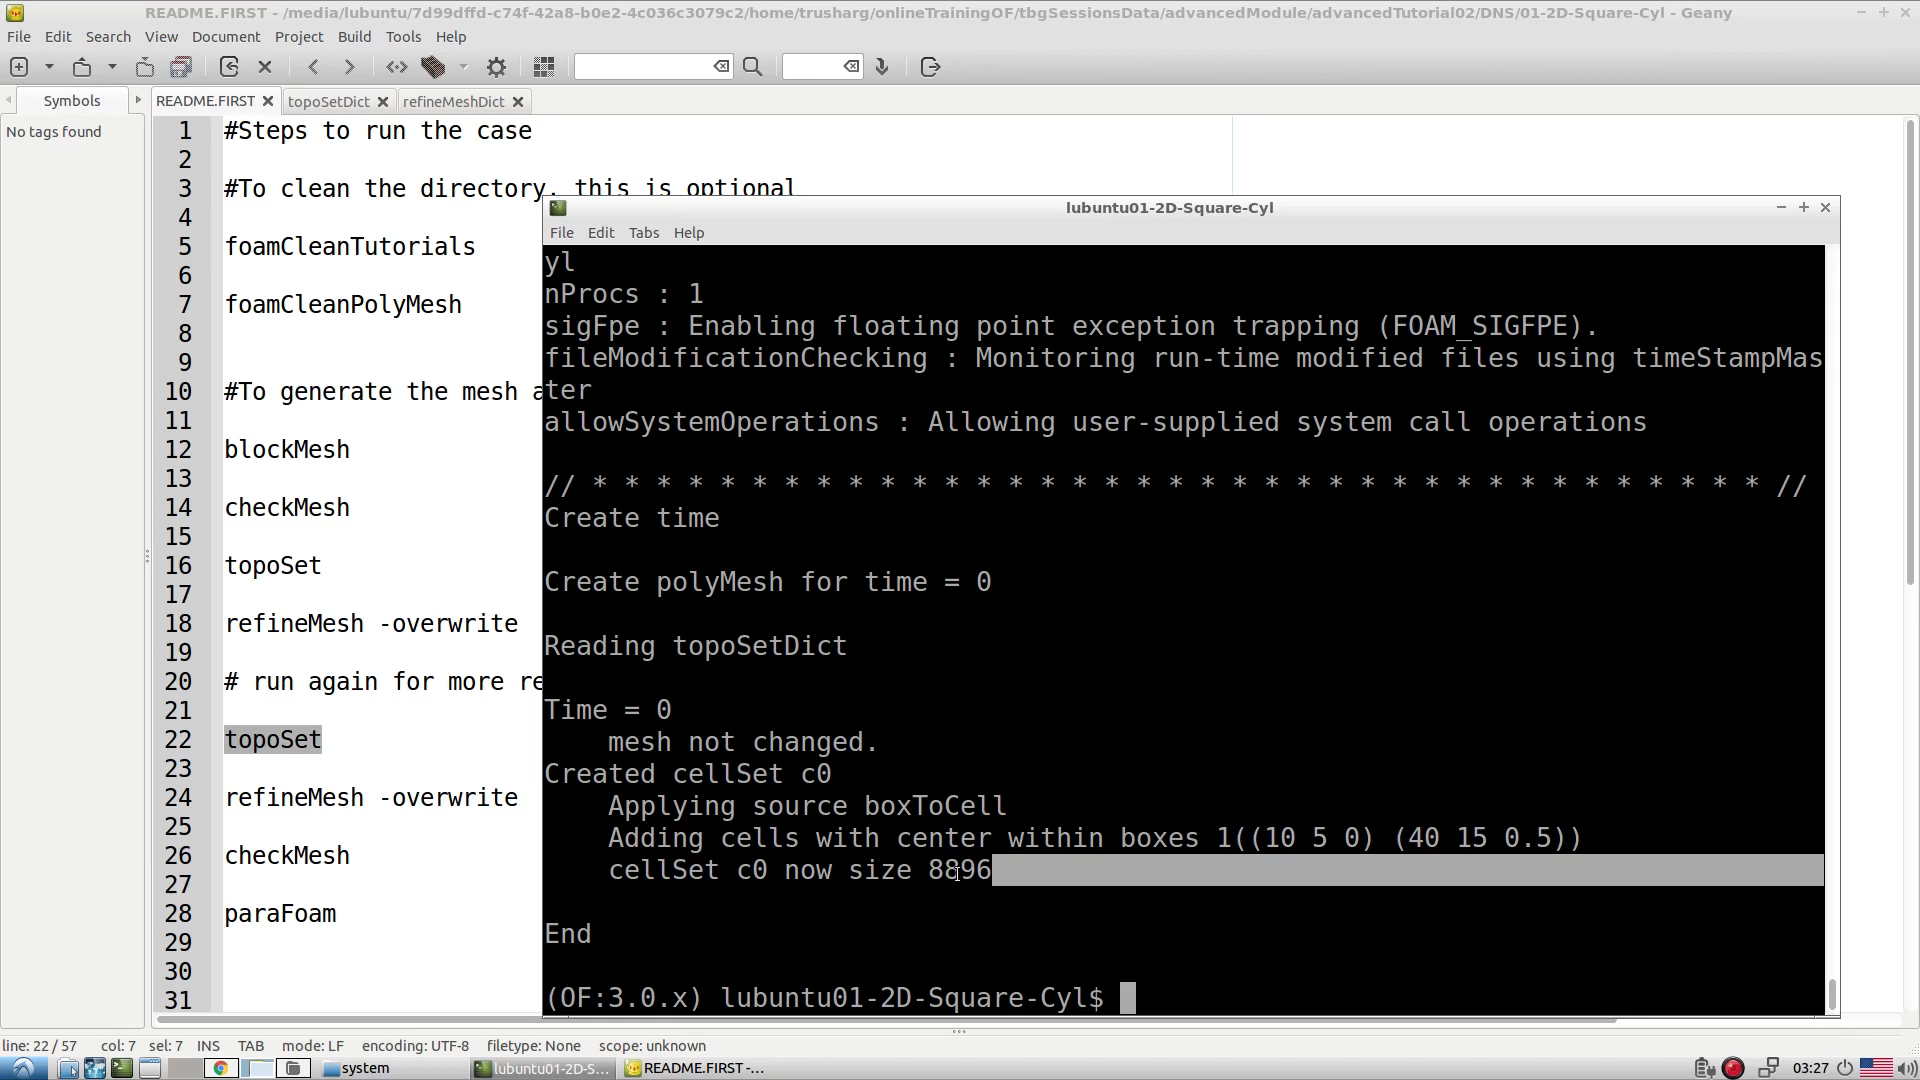 README.FIRST - /media/lubuntu/7d99dffd-c74f-42a8-b0e2-4c036c3079c2/home/trusharg/onlineTrainingOF/tbgSessionsData/advancedModule/advancedTutorial02/DNS/01-2D-Square-Cyl - Geany
File Edit Search View Document Project Build Tools Help
Symbols
README.FIRST
topoSetDict
refineMeshDict
No tags found
1 #Steps to run the case
2
3 #To clean the directory, this is optional
4
5 foamCleanTutorials
6
7 foamCleanPolyMesh
8
9
10 #To generate the mesh a
11
12 blockMesh
13
14 checkMesh
15
16 topoSet
17
18 refineMesh -overwrite
19
20 # run again for more re
21
22 topoSet
23
24 refineMesh -overwrite
25
26 checkMesh
27
28 paraFoam
29
30
31
lubuntu01-2D-Square-Cyl
File Edit Tabs Help
yl
nProcs : 1
sigFpe : Enabling floating point exception trapping (FOAM_SIGFPE).
fileModificationChecking : Monitoring run-time modified files using timeStampMas
ter
allowSystemOperations : Allowing user-supplied system call operations
// * * * * * * * * * * * * * * * * * * * * * * * * * * * * * * * * * * * * * //
Create time
Create polyMesh for time = 0
Reading topoSetDict
Time = 0
mesh not changed.
Created cellSet c0
Applying source boxToCell
Adding cells with center within boxes 1((10 5 0) (40 15 0.5))
cellSet c0 now size 8896
End
(OF:3.0.x) lubuntu01-2D-Square-Cyl$
line: 22 / 57 col: 7 sel: 7 INS TAB mode: LF encoding: UTF-8 filetype: None scope: unknown
system
lubuntu01-2D-S...
README.FIRST -...
03:27